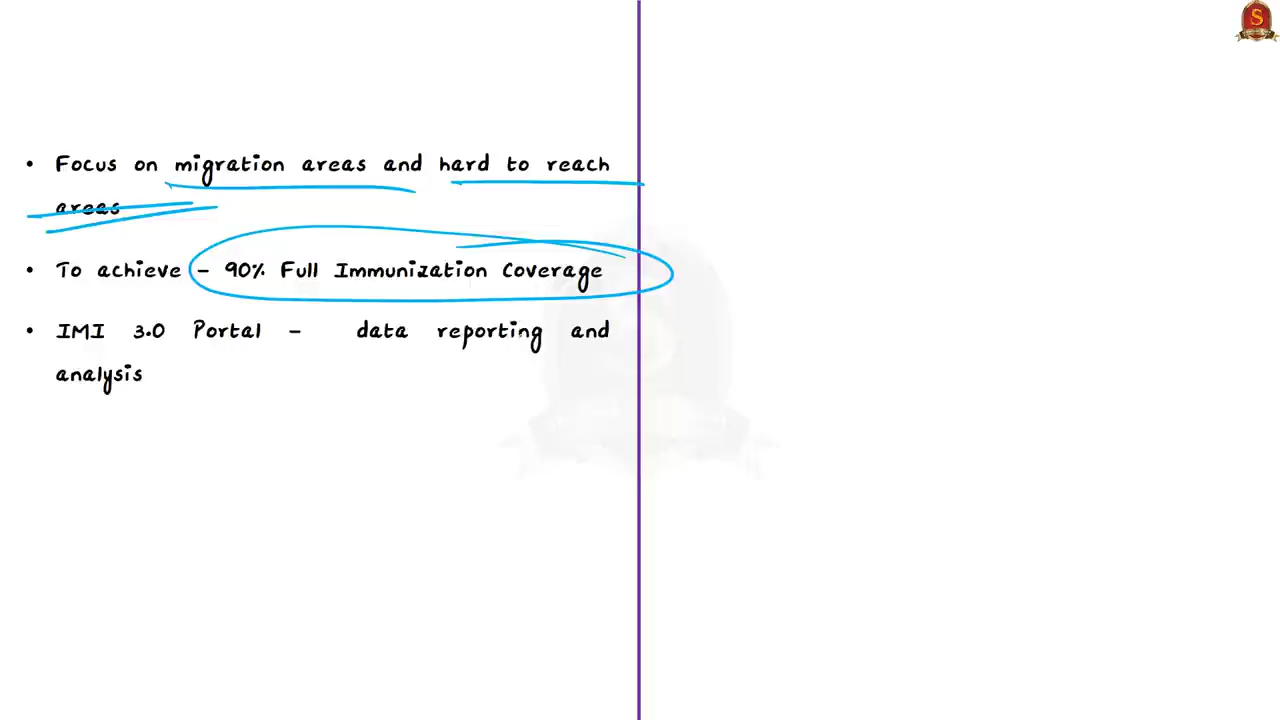 • Focus on migration areas and hard to reach
areas
• To achieve - 90% Full Immunization Coverage
• IMI 3.0 Portal - data reporting and
analysis
S